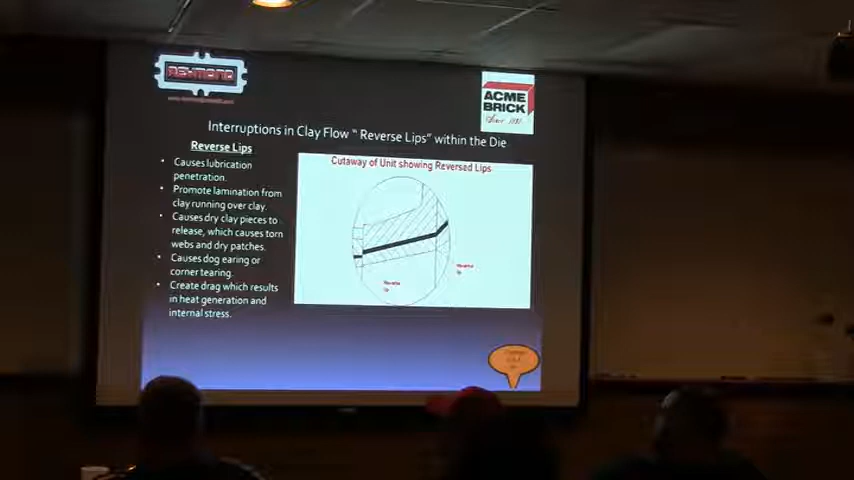 REYMOND
ACME
BRICK
Interruptions in Clay Flow “ Reverse Lips” within the Die
Reverse Lips
Cutaway of Unit showing Reversed Lips
• Causes lubrication
penetration.
• Promote lamination from
clay running over clay.
• Causes dry clay pieces to
release, which causes torn
webs and dry patches.
• Causes dog earing or
corner tearing.
• Create drag which results
in heat generation and
internal stress.
Reverse
Reverse